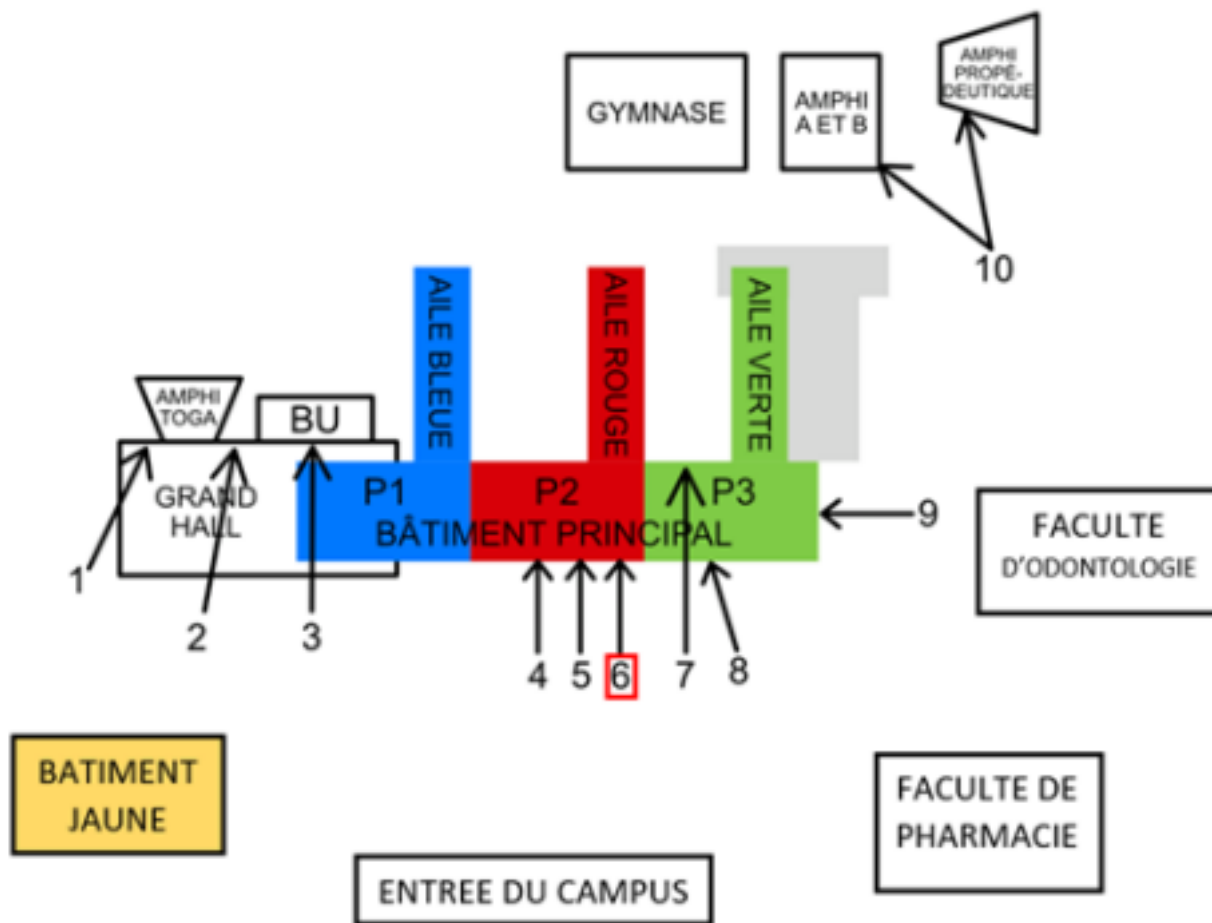 GYMNASE
AMPHI
A ET B
AMPHI
PROPÉ-
DEUTIQUE
10
AILE BLEUE
AILE ROUGE
AILE VERTE
AMPHI
TOGA
BU
GRAND
HALL
P1
P2
P3
BÂTIMENT PRINCIPAL
9
FACULTE
D'ODONTOLOGIE
1
2
3
4
5
6
7
8
BATIMENT
JAUNE
FACULTE DE
PHARMACIE
ENTREE DU CAMPUS